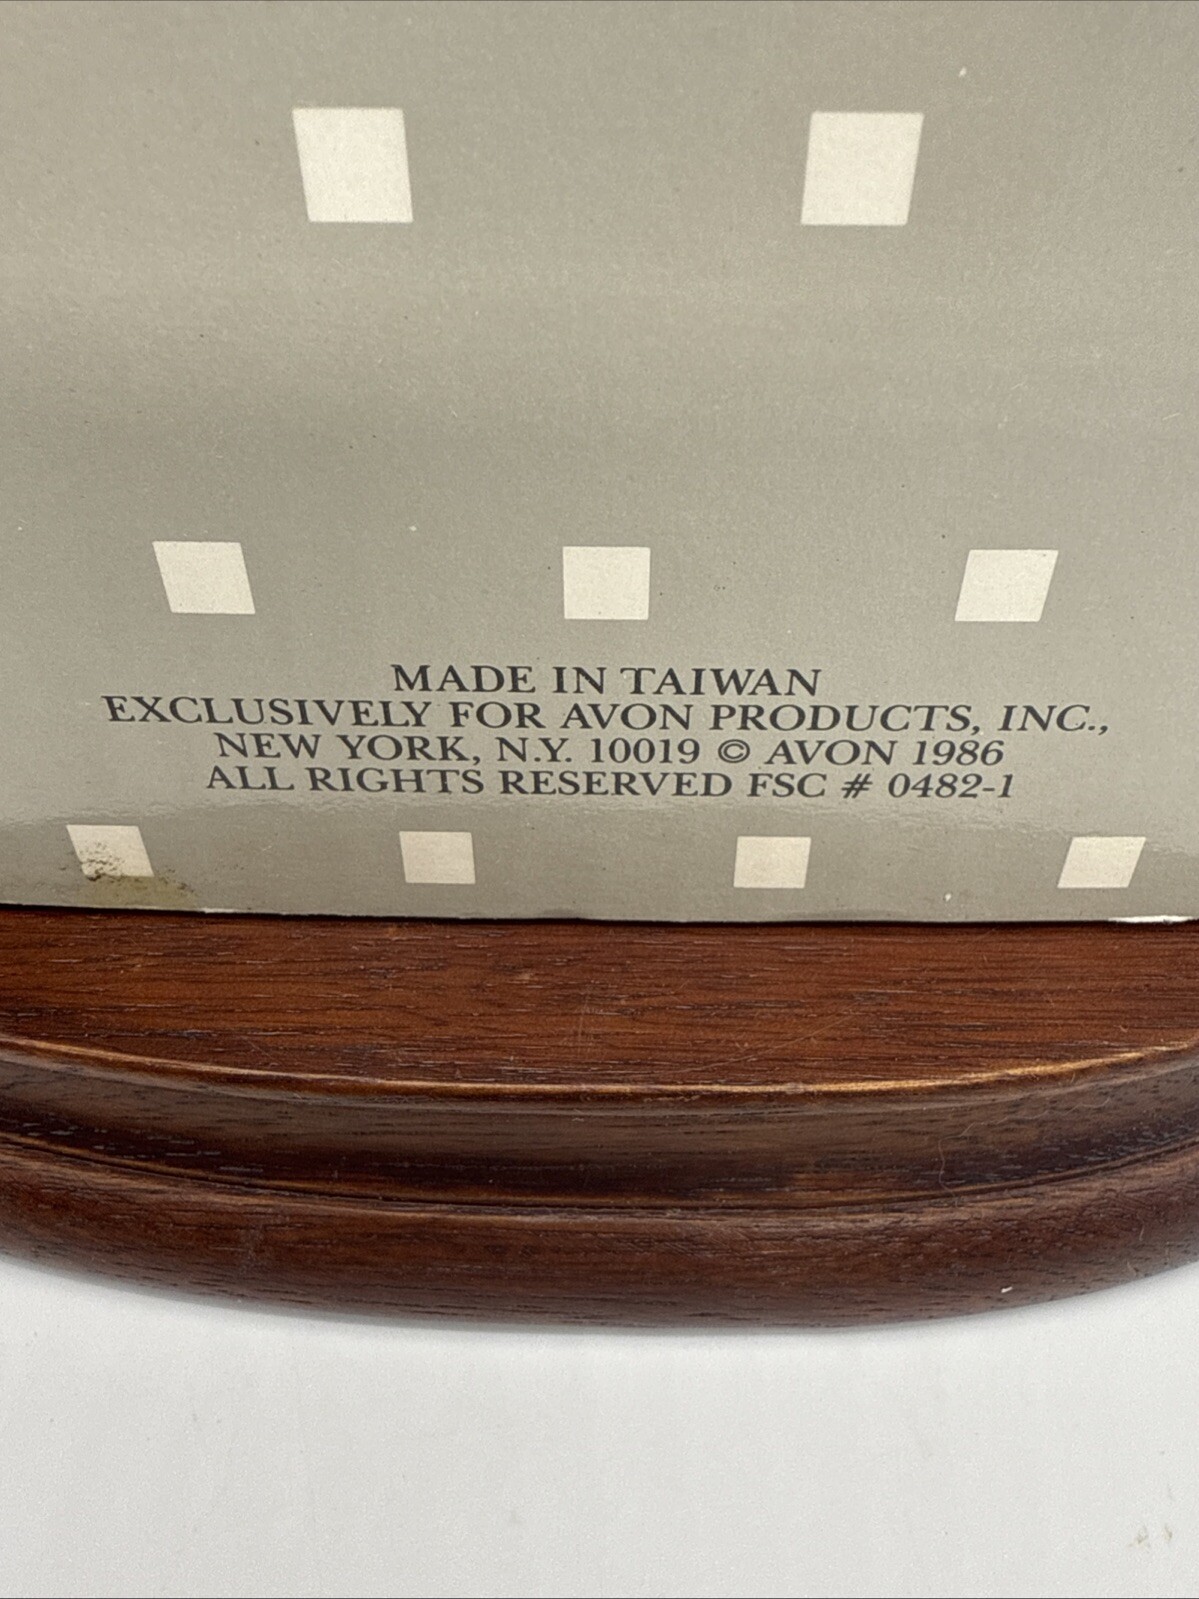 MADE IN TAIWAN
EXCLUSIVELY FOR AVON PRODUCTS, INC.,
NEW YORK, N.Y. 10019 © AVON 1986
ALL RIGHTS RESERVED FSC # 0482-1